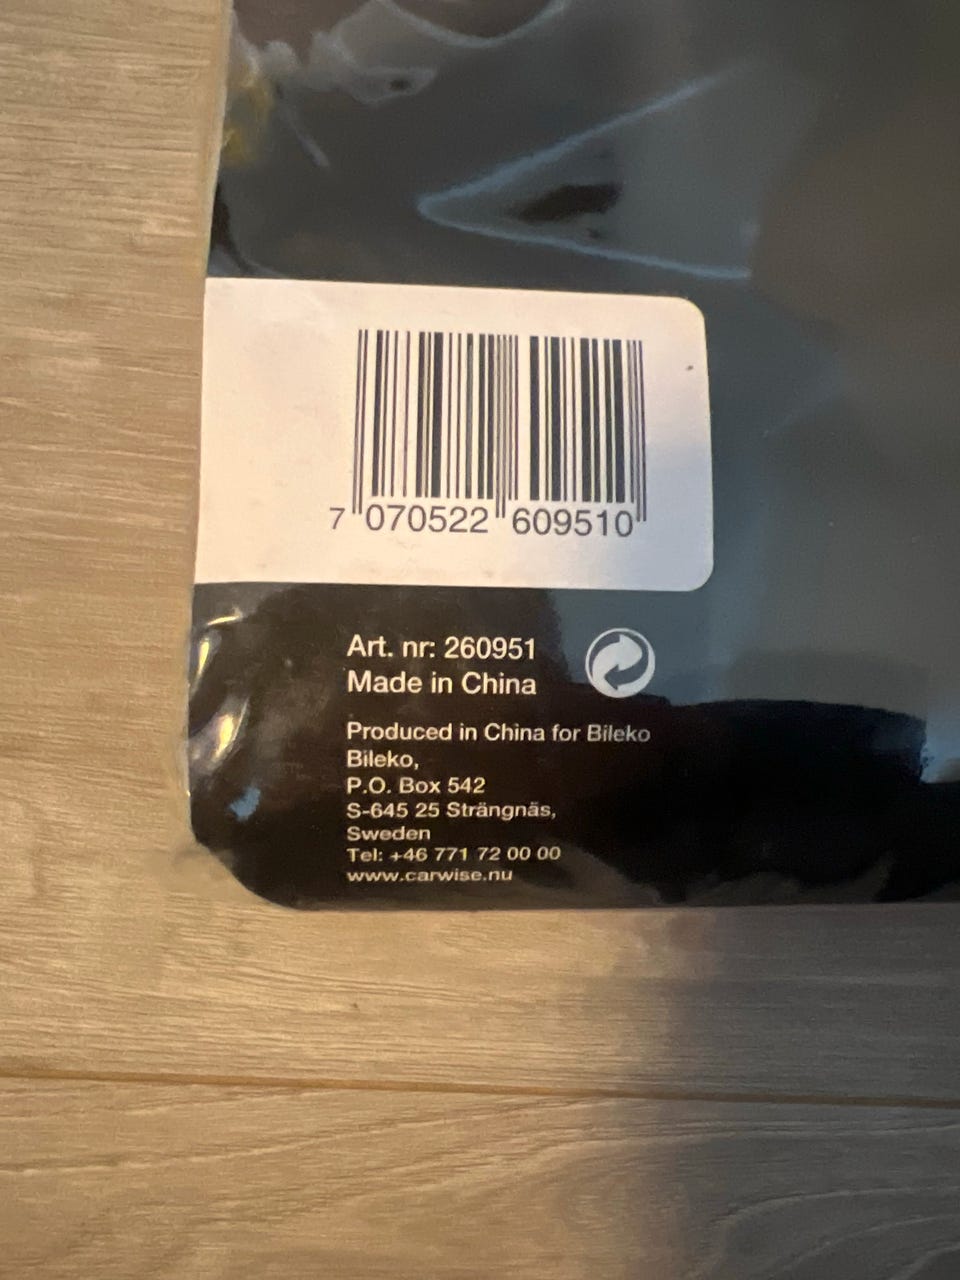 7 070522 609510
Art. nr: 260951
Made in China
Produced in China for Bileko
Bileko,
P.O. Box 542
S-645 25 Strängnäs,
Sweden
Tel: +46 771 72 00 00
www.carwise.nu